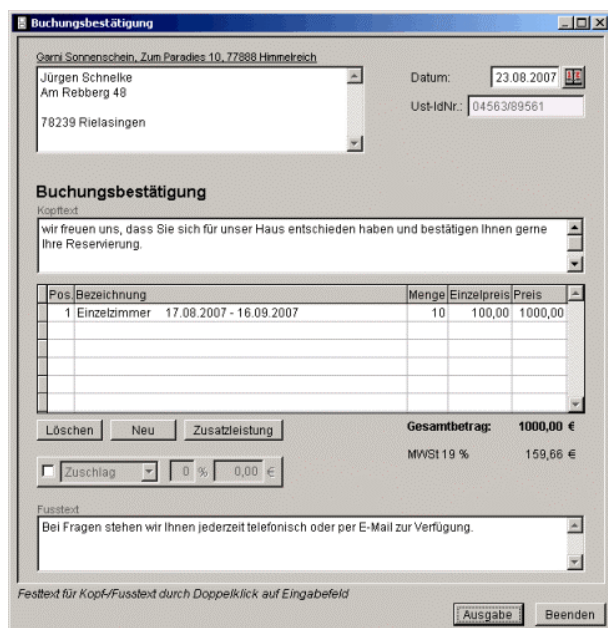 Buchungsbestätigung
Garni Sonnenschein, Zum Paradies 10, 77888 Himmelreich
Jürgen Schnelke
Am Rebberg 48
78239 Rielasingen
Datum: 23.08.2007
Ust-IdNr.: 04563/89561
Buchungsbestätigung
Kopftext
wir freuen uns, dass Sie sich für unser Haus entschieden haben und bestätigen Ihnen gerne
Ihre Reservierung.
Pos. Bezeichnung Menge Einzelpreis Preis
1 Einzelzimmer 17.08.2007 - 16.09.2007 10 100,00 1000,00
Löschen Neu Zusatzleistung
Gesamtbetrag: 1000,00 €
MWSt 19 % 159,66 €
Zuschlag 0 % 0,00 €
Fusstext
Bei Fragen stehen wir Ihnen jederzeit telefonisch oder per E-Mail zur Verfügung.
Festtext für Kopf-/Fusstext durch Doppelklick auf Eingabefeld
Ausgabe Beenden